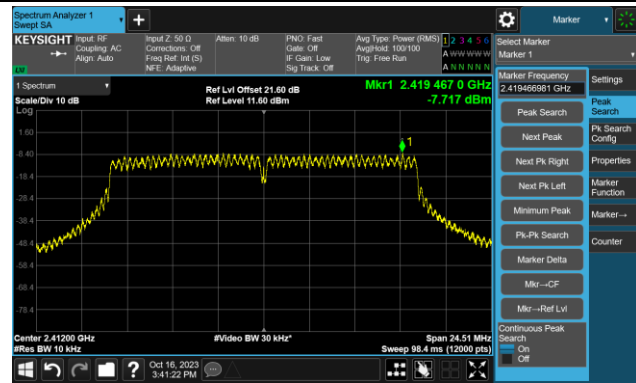 Spectrum Analyzer 1
Swept SA
Marker
KEYSIGHT
Input: RF
Coupling: AC
Align: Auto
Input Z: 50 Ω
Corrections: Off
Freq Ref: Int (S)
NFE: Adaptive
Atten: 10 dB
PNO: Fast
Gate: Off
IF Gain: Low
Sig Track: Off
Avg Type: Power (RMS)
Avg|Hold: 100/100
Trig: Free Run
1 2 3 4 5 6
A W W W W W
A N N N N N
Select Marker
Marker 1
1 Spectrum
Scale/Div 10 dB
Log
Ref Lvl Offset 21.60 dB
Ref Level 11.60 dBm
Mkr1 2.419 467 0 GHz
-7.717 dBm
1.60
-8.40
-18.4
-28.4
-38.4
-48.4
-58.4
-68.4
-78.4
1
Center 2.41200 GHz
#Res BW 10 kHz
#Video BW 30 kHz*
Span 24.51 MHz
Sweep 98.4 ms (12000 pts)
Marker Frequency
2.419466981 GHz
Peak Search
Next Peak
Next Pk Right
Next Pk Left
Minimum Peak
Pk-Pk Search
Marker Delta
Mkr→CF
Mkr→Ref Lvl
Continuous Peak
Search
On
Off
Settings
Peak
Search
Pk Search
Config
Properties
Marker
Function
Marker→
Counter
Oct 16, 2023
3:41:22 PM